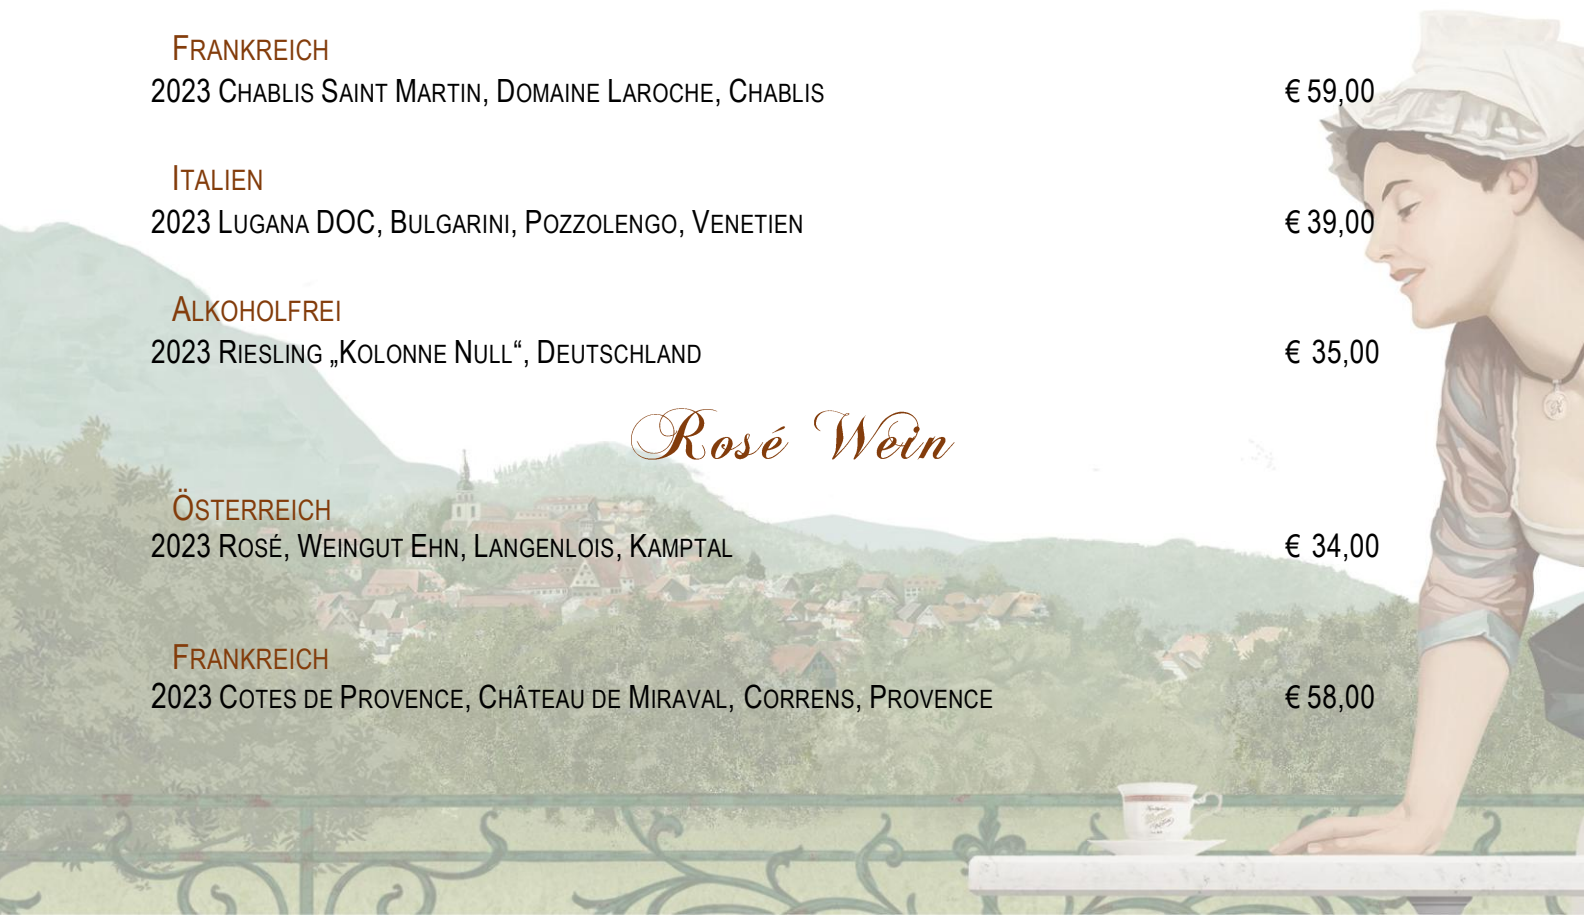 FRANKREICH
2023 CHABLIS SAINT MARTIN, DOMAINE LAROCHE, CHABLIS € 59,00
ITALIEN
2023 LUGANA DOC, BULGARINI, POZZOLENGO, VENETIEN € 39,00
ALKOHOLFREI
2023 RIESLING „KOLONNE NULL“, DEUTSCHLAND € 35,00
Rosé Wein
ÖSTERREICH
2023 ROSÉ, WEINGUT EHN, LANGENLOIS, KAMPTAL € 34,00
FRANKREICH
2023 COTES DE PROVENCE, CHÂTEAU DE MIRAVAL, CORRENS, PROVENCE € 58,00